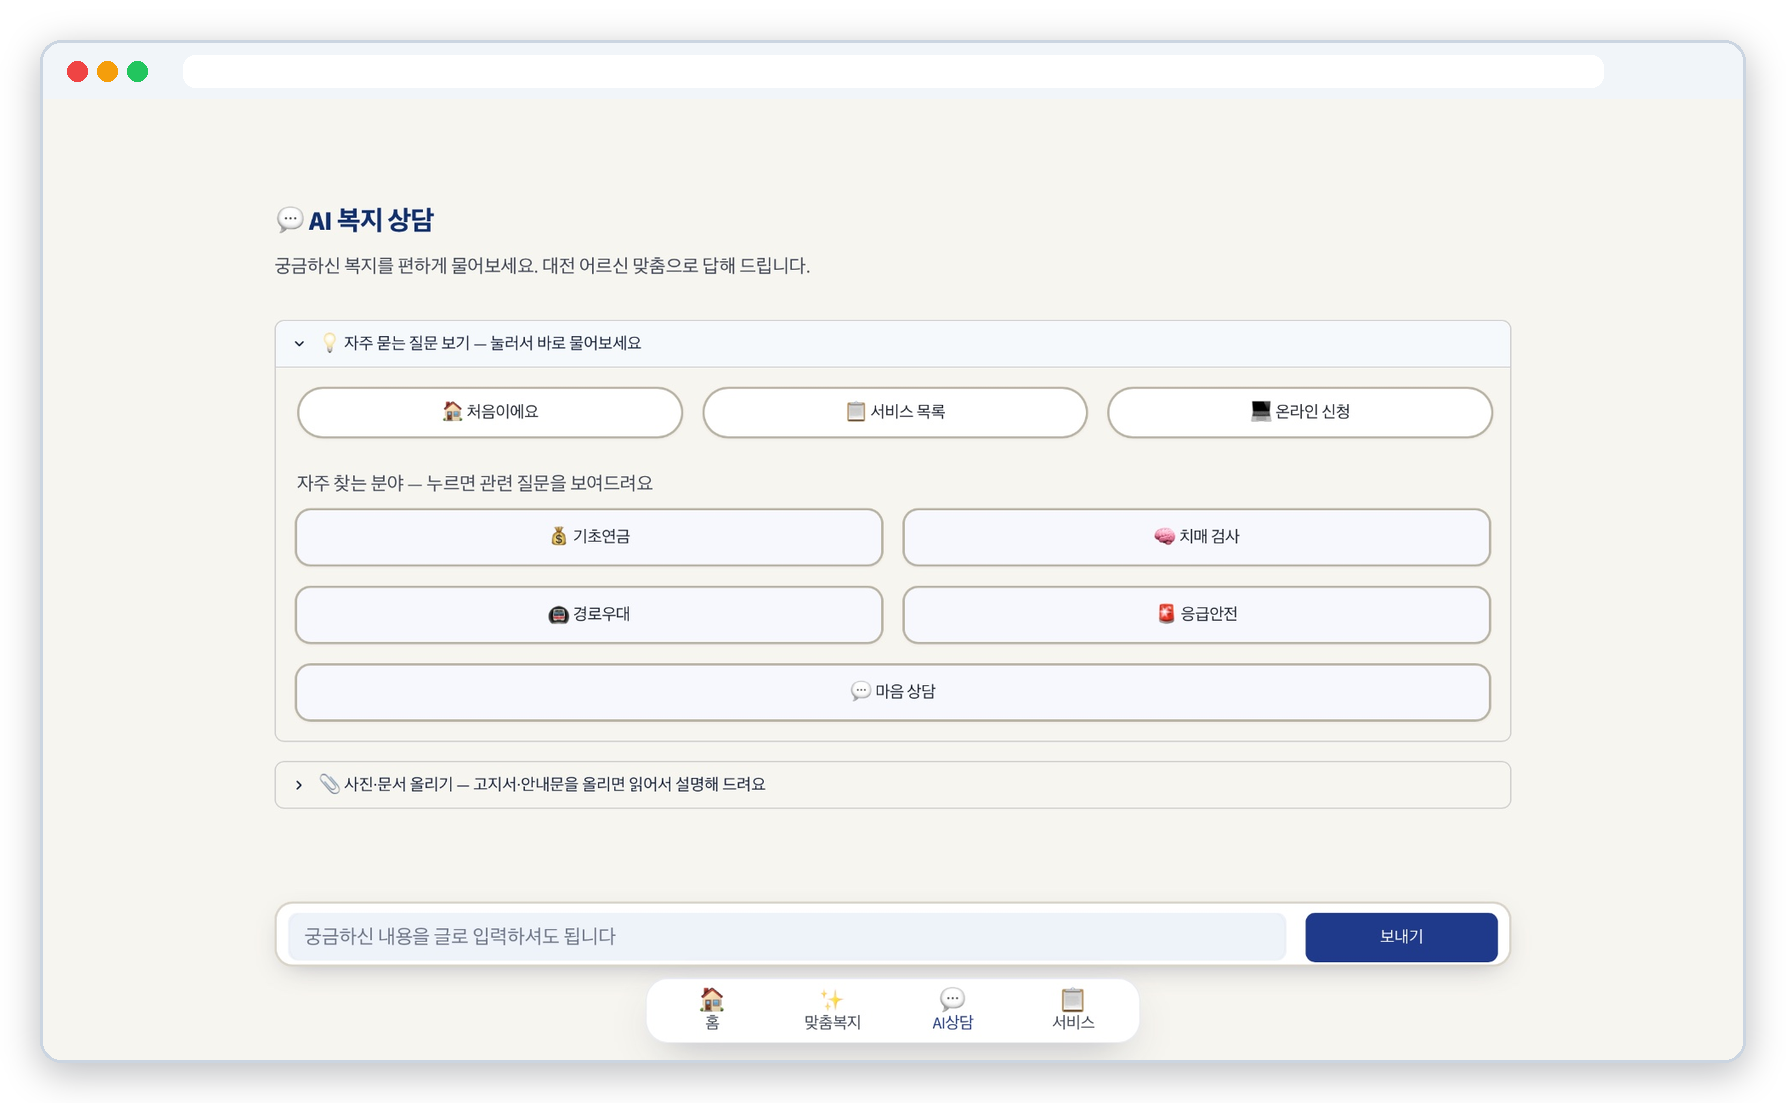 AI 복지 상담
궁금하신 복지를 편하게 물어보세요. 대전 어르신 맞춤으로 답해 드립니다.
자주 묻는 질문 보기 — 눌러서 바로 물어보세요
처음이에요
서비스 목록
온라인 신청
자주 찾는 분야 — 누르면 관련 질문을 보여드려요
기초연금
치매 검사
경로우대
응급안전
마음 상담
사진·문서 올리기 — 고지서·안내문을 올리면 읽어서 설명해 드려요
궁금하신 내용을 글로 입력하셔도 됩니다
보내기
홈
맞춤복지
AI상담
서비스